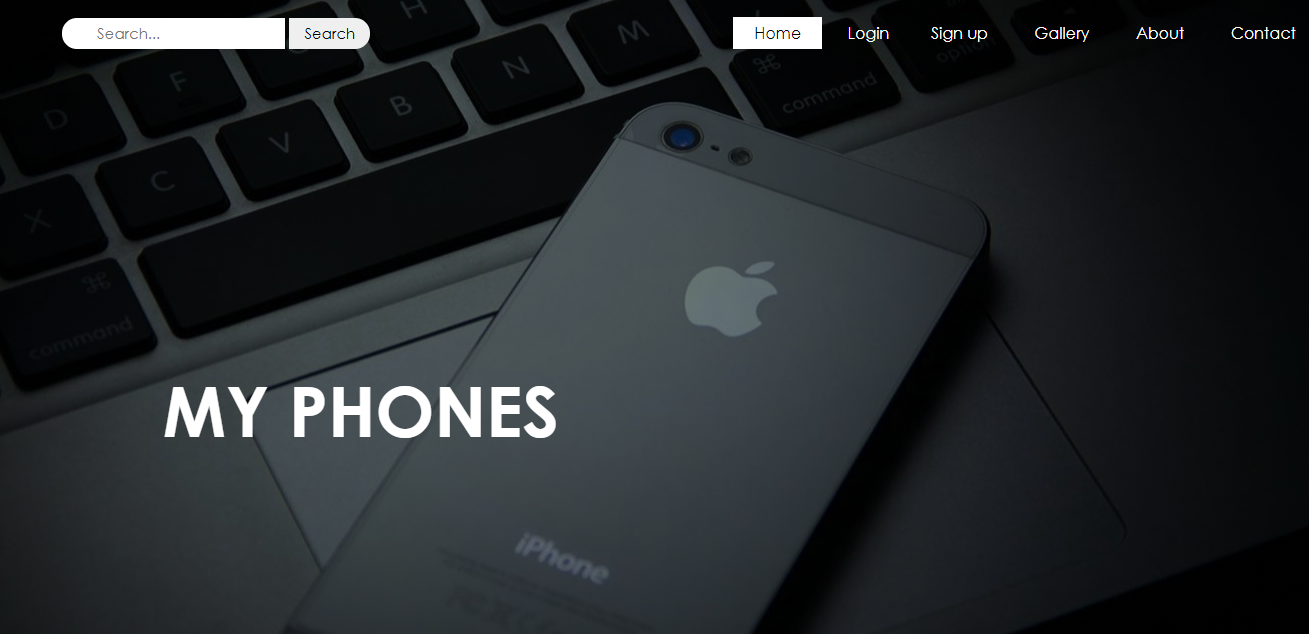 Search...
Search
Home
Login
Sign up
Gallery
About
Contact
H
M
F
N
⌘
command
option
D
B
V
C
X
⌘
command
MY PHONES
iPhone